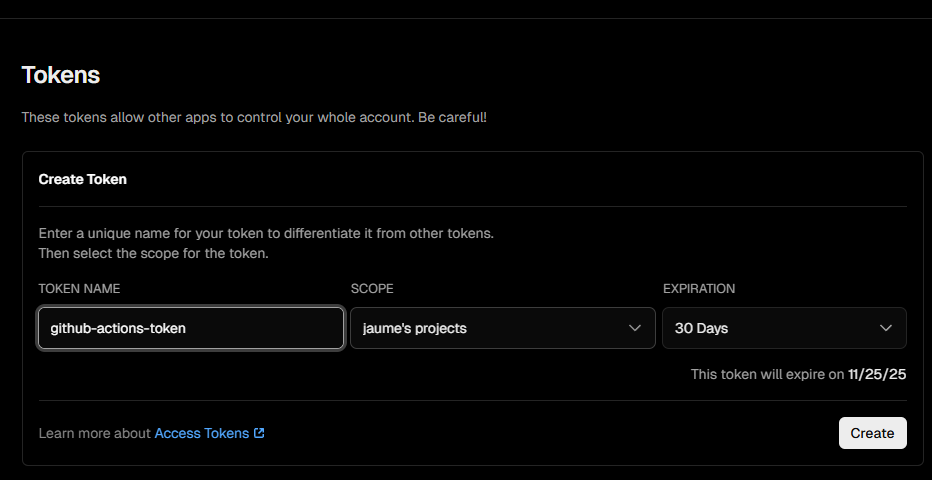 Tokens
These tokens allow other apps to control your whole account. Be careful!
Create Token
Enter a unique name for your token to differentiate it from other tokens.
Then select the scope for the token.
TOKEN NAME
SCOPE
EXPIRATION
github-actions-token
jaume's projects
30 Days
This token will expire on 11/25/25
Learn more about Access Tokens
Create